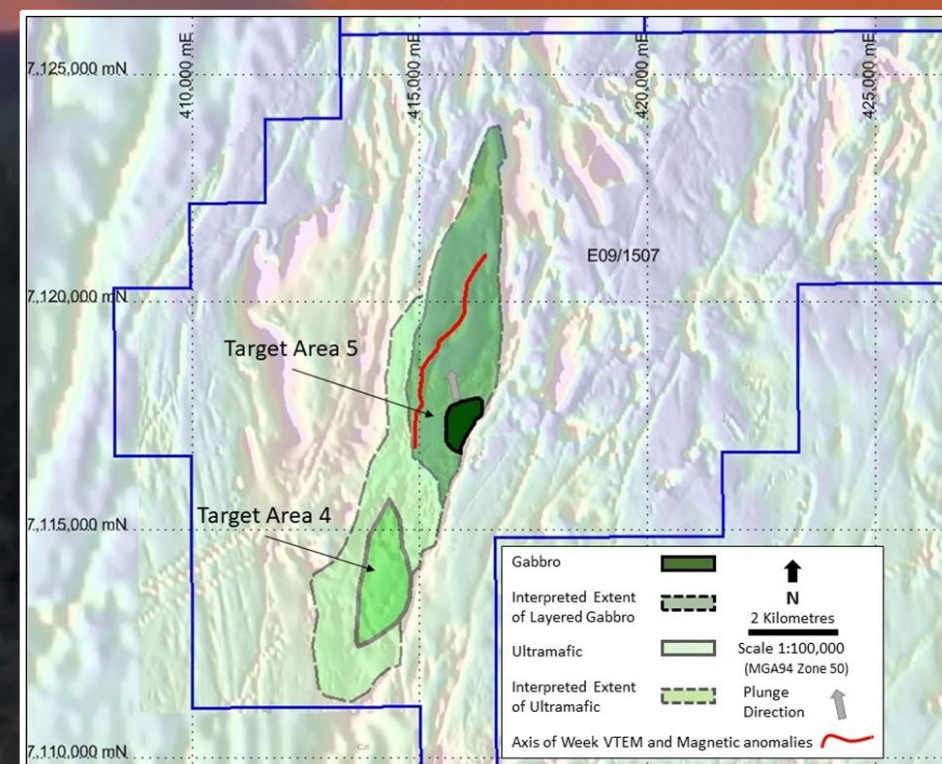 410,000 mE
415,000 mE
420,000 mE
425,000 mE
7,125,000 mN
E09/1507
7,120,000 mN
Target Area 5
Target Area 4
7,115,000 mN
Gabbro
Interpreted Extent
of Layered Gabbro
N
2 Kilometres
Ultramafic
Scale 1:100,000
(MGA94 Zone 50)
Interpreted Extent
of Ultramafic
Plunge
Direction
Axis of Week VTEM and Magnetic anomalies
7,110,000 mN